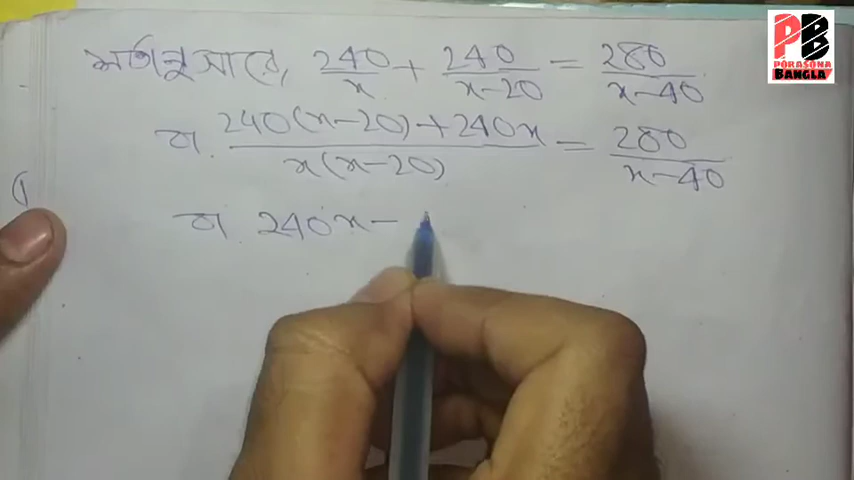 শর্তানুসারে, 240/x + 240/(x-20) = 280/(x-40)
বা, (240(x-20)+240x)/(x(x-20)) = 280/(x-40)
বা, 240x -
PB
PORASONA
BANGLA